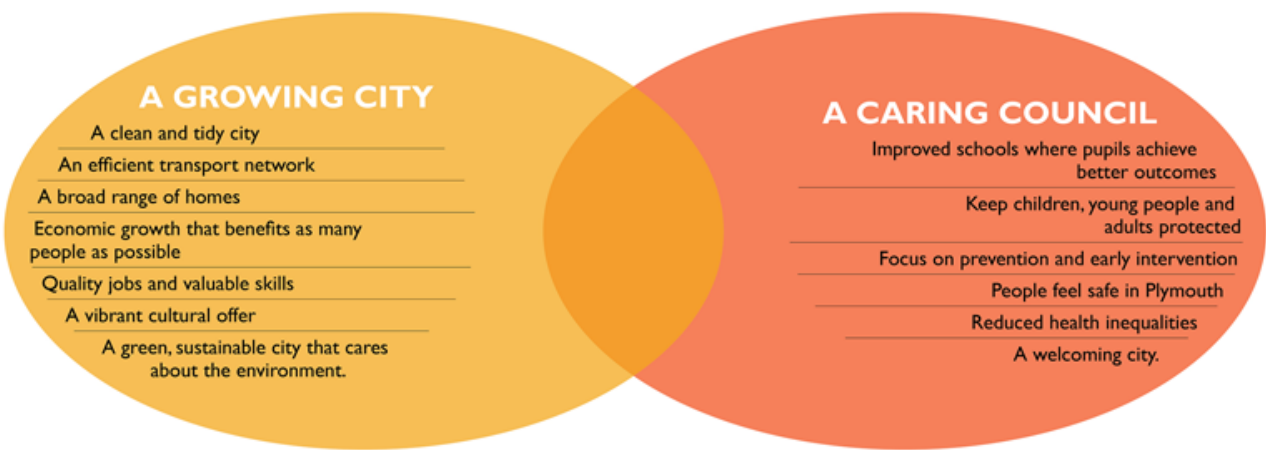 A GROWING CITY
A clean and tidy city
An efficient transport network
A broad range of homes
Economic growth that benefits as many
people as possible
Quality jobs and valuable skills
A vibrant cultural offer
A green, sustainable city that cares
about the environment.
A CARING COUNCIL
Improved schools where pupils achieve
better outcomes
Keep children, young people and
adults protected
Focus on prevention and early intervention
People feel safe in Plymouth
Reduced health inequalities
A welcoming city.